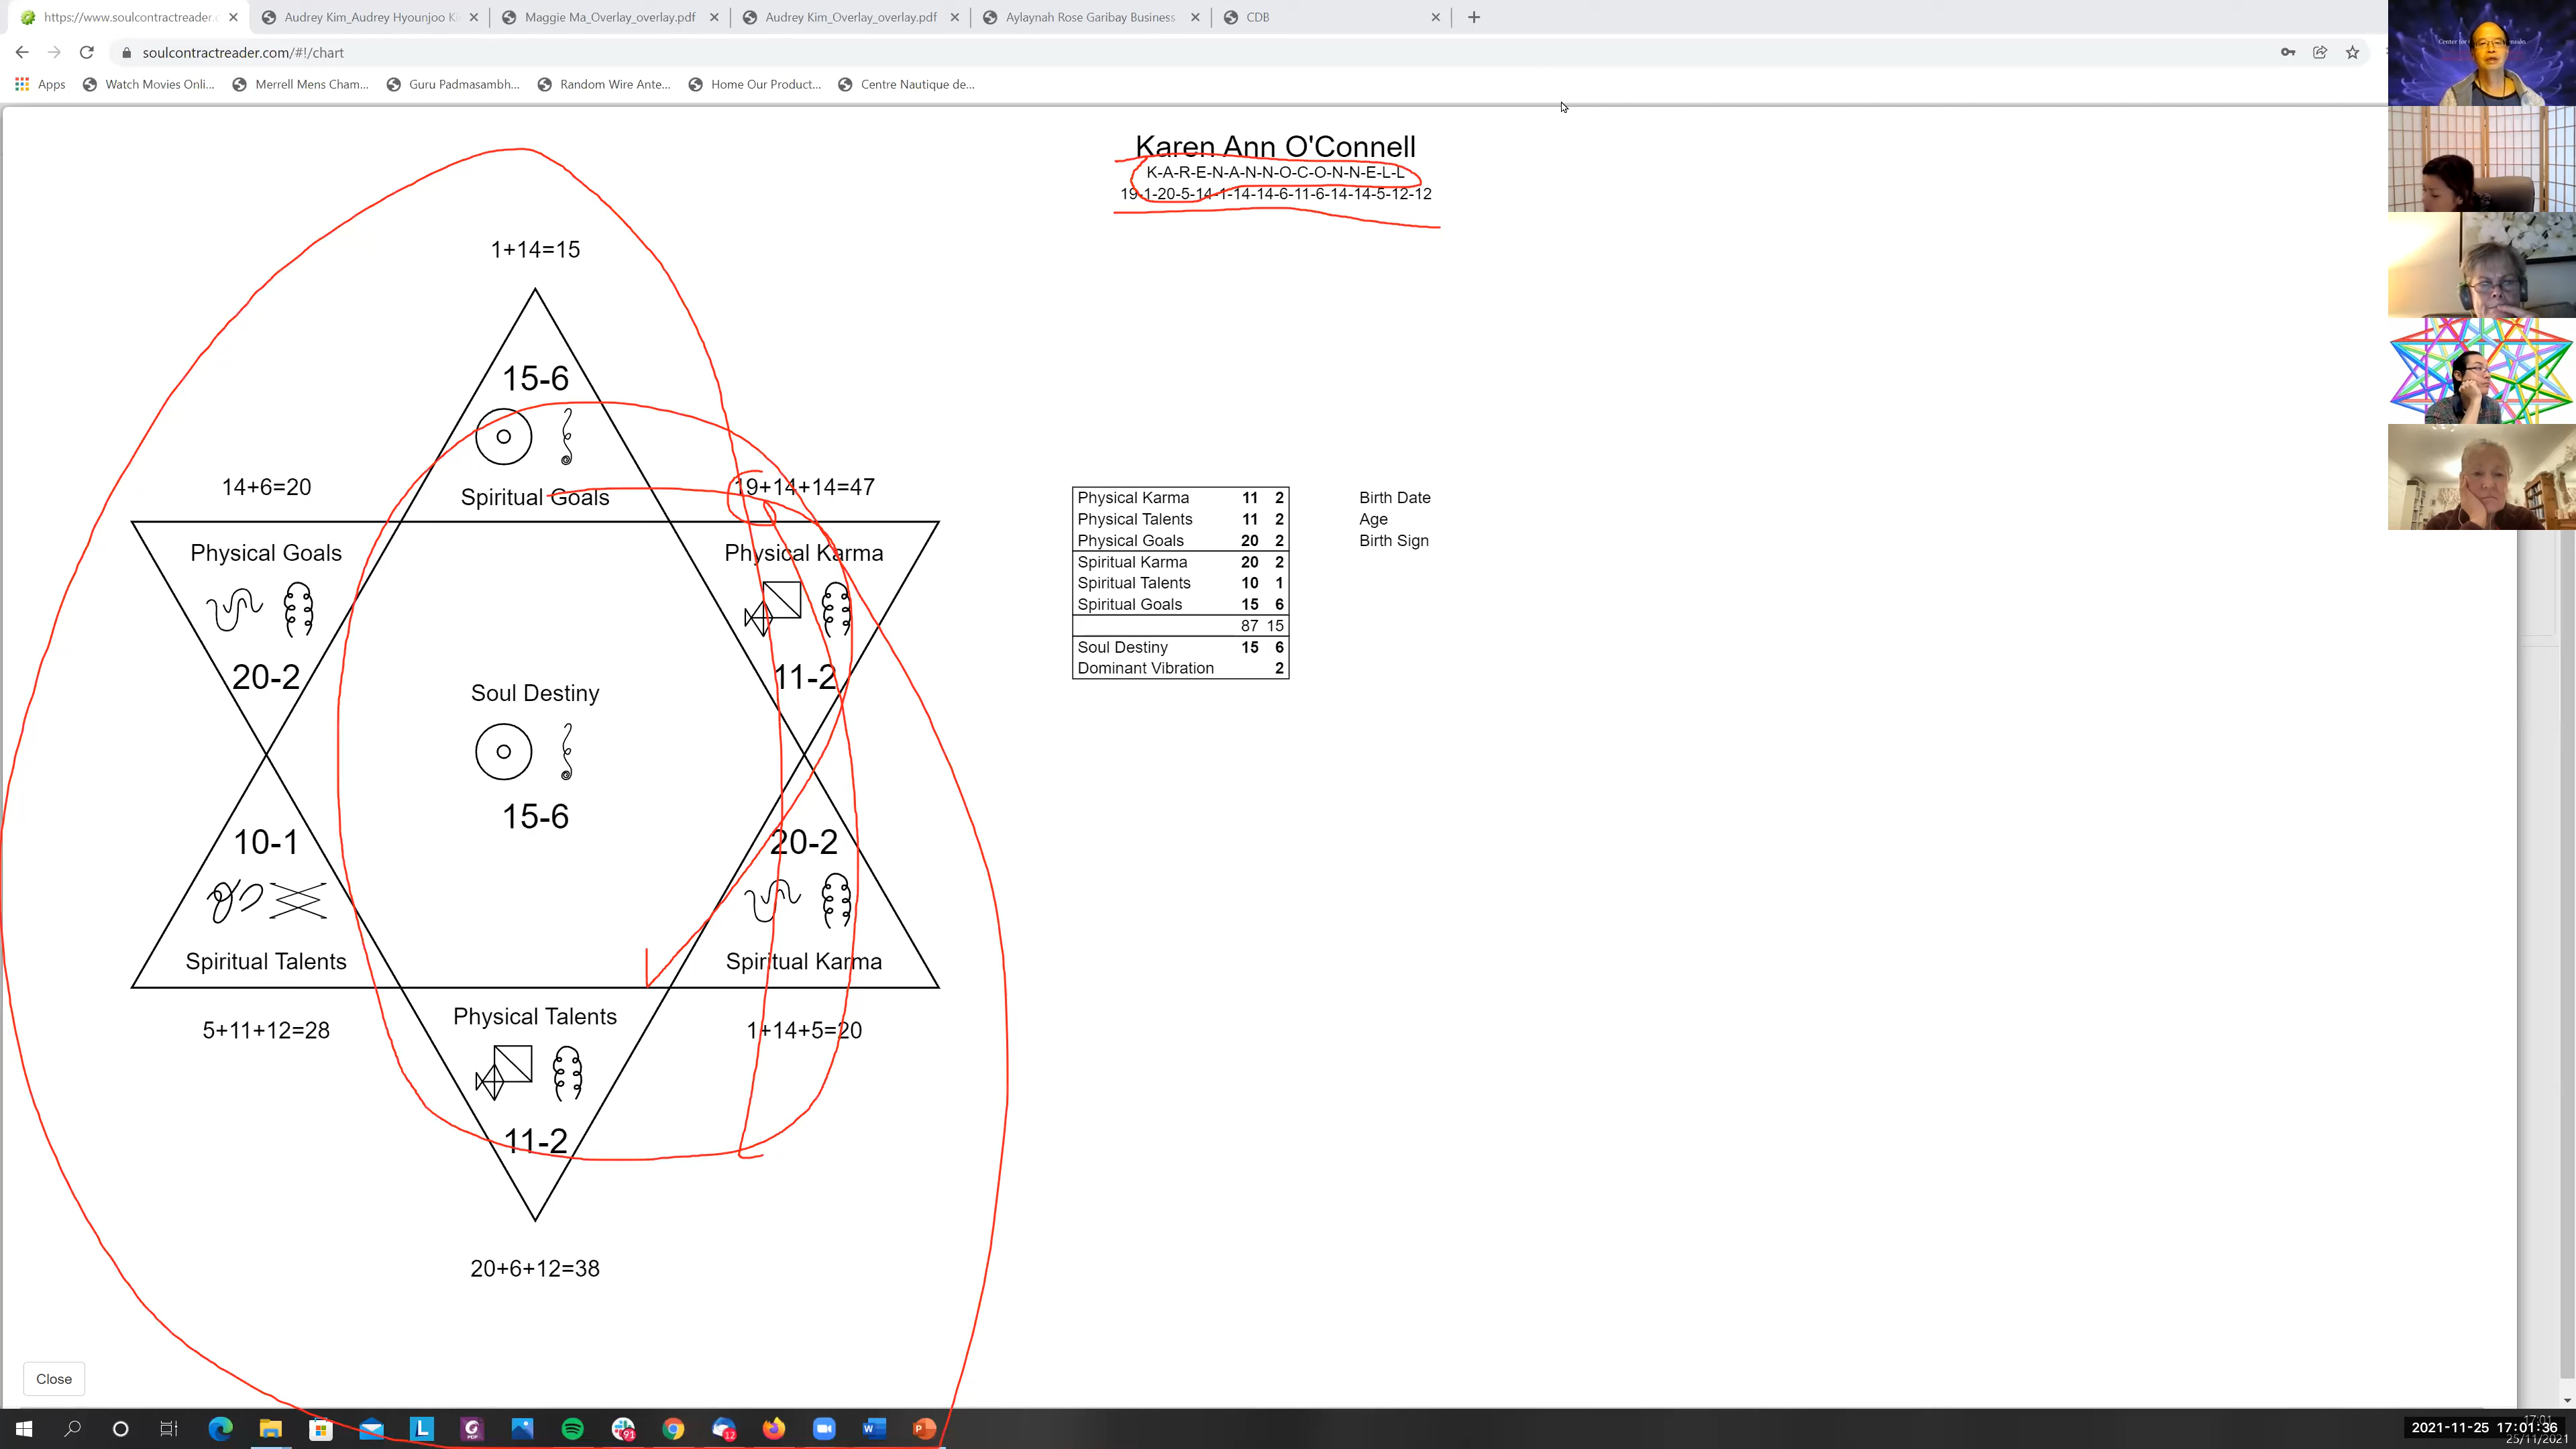 https://www.soulcontractreader.c
Audrey Kim_Audrey Hyounjoo Ki
Maggie Ma_Overlay_overlay.pdf
Audrey Kim_Overlay_overlay.pdf
Aylaynah Rose Garibay Business
CDB
soulcontractreader.com/#!/chart
Apps
Watch Movies Onli...
Merrell Mens Cham...
Guru Padmasambh...
Random Wire Ante...
Home Our Product...
Centre Nautique de...
Karen Ann O'Connell
K-A-R-E-N-A-N-N-O-C-O-N-N-E-L-L
19-1-20-5-14-1-14-14-6-11-6-14-14-5-12-12
1+14=15
15-6
Spiritual Goals
14+6=20
19+14+14=47
Physical Goals
20-2
Physical Karma
11-2
Soul Destiny
15-6
10-1
Spiritual Talents
20-2
Spiritual Karma
5+11+12=28
Physical Talents
11-2
1+14+5=20
20+6+12=38
Physical Karma 11 2
Physical Talents 11 2
Physical Goals 20 2
Spiritual Karma 20 2
Spiritual Talents 10 1
Spiritual Goals 15 6
87 15
Soul Destiny 15 6
Dominant Vibration 2
Birth Date
Age
Birth Sign
Close
91
12
2021-11-25 17:01:36
25/11/2021